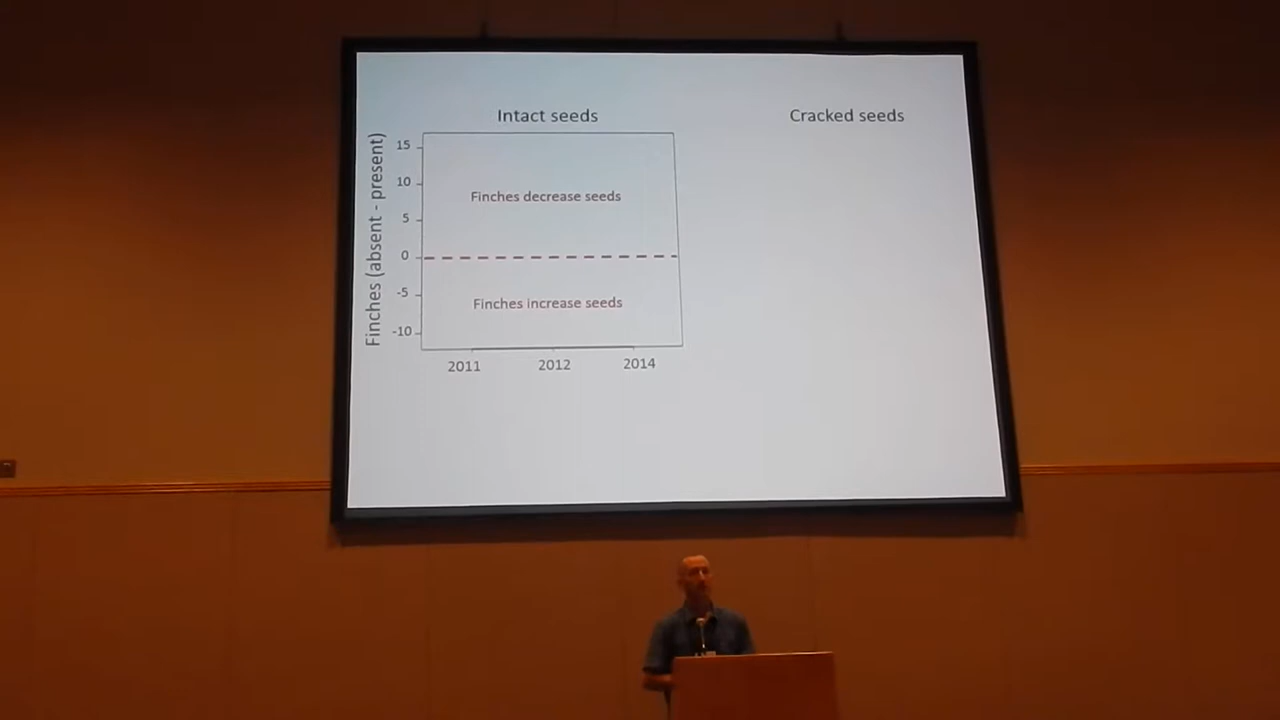 Intact seeds
Cracked seeds
Finches (absent - present)
15
10
5
0
-5
-10
Finches decrease seeds
Finches increase seeds
2011 2012 2014